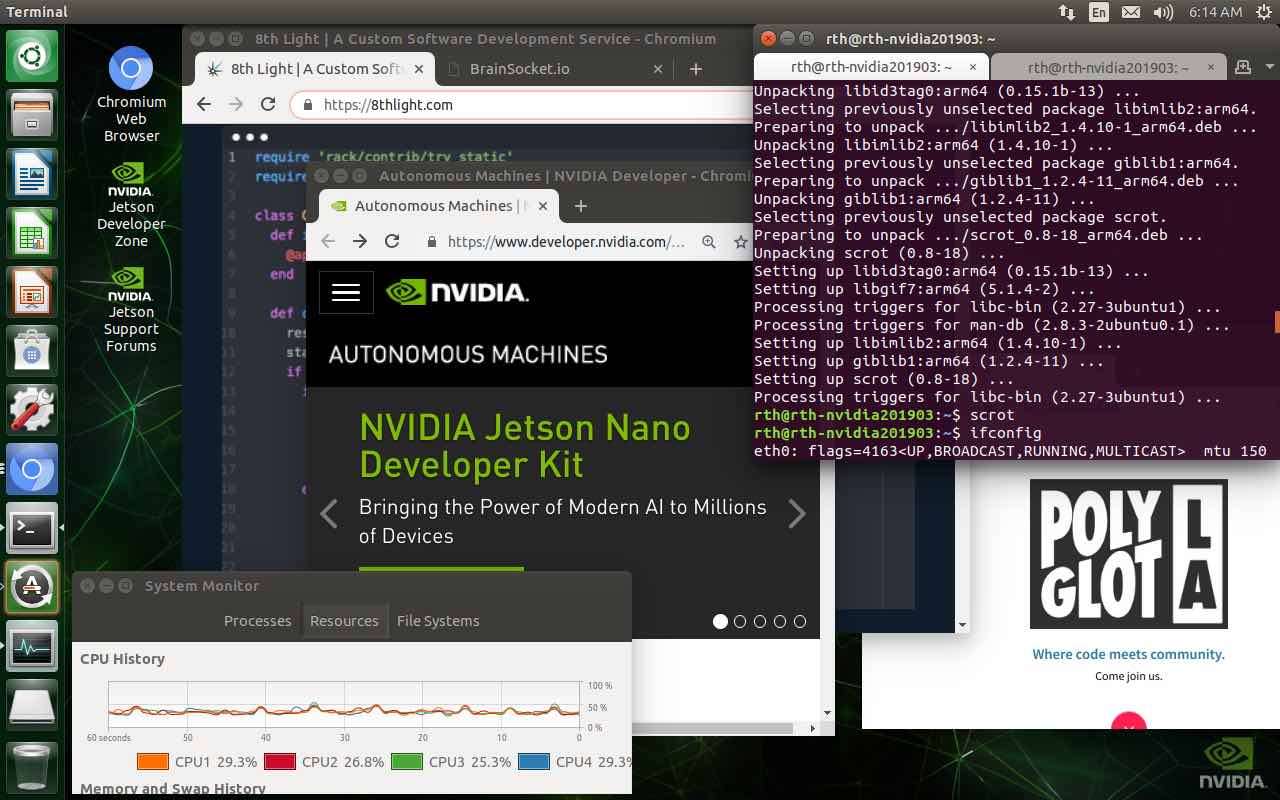 Terminal
En
6:14 AM
Chromium
Web
Browser
NVIDIA.
Jetson
Developer
Zone
NVIDIA.
Jetson
Support
Forums
8th Light | A Custom Software Development Service - Chromium
8th Light | A Custom Soft
BrainSocket.io
https://8thlight.com
1 require 'rack/contrib/try_static'
2 require
3
4 class
5 def
6
7 end
8
9 def
10 res
11 sta
12 if
Autonomous Machines | NVIDIA Developer - Chromi
Autonomous Machines |
https://www.developer.nvidia.com/...
NVIDIA.
AUTONOMOUS MACHINES
NVIDIA Jetson Nano
Developer Kit
Bringing the Power of Modern AI to Millions
of Devices
rth@rth-nvidia201903: ~
rth@rth-nvidia201903: ~
rth@rth-nvidia201903: ~
Unpacking libid3tag0:arm64 (0.15.1b-13) ...
Selecting previously unselected package libimlib2:arm64.
Preparing to unpack .../libimlib2_1.4.10-1_arm64.deb ...
Unpacking libimlib2:arm64 (1.4.10-1) ...
Selecting previously unselected package giblib1:arm64.
Preparing to unpack .../giblib1_1.2.4-11_arm64.deb ...
Unpacking giblib1:arm64 (1.2.4-11) ...
Selecting previously unselected package scrot.
Preparing to unpack .../scrot_0.8-18_arm64.deb ...
Unpacking scrot (0.8-18) ...
Setting up libid3tag0:arm64 (0.15.1b-13) ...
Setting up libgif7:arm64 (5.1.4-2) ...
Processing triggers for libc-bin (2.27-3ubuntu1) ...
Processing triggers for man-db (2.8.3-2ubuntu0.1) ...
Setting up libimlib2:arm64 (1.4.10-1) ...
Setting up giblib1:arm64 (1.2.4-11) ...
Setting up scrot (0.8-18) ...
Processing triggers for libc-bin (2.27-3ubuntu1) ...
rth@rth-nvidia201903:~$ scrot
rth@rth-nvidia201903:~$ ifconfig
eth0: flags=4163<UP,BROADCAST,RUNNING,MULTICAST>  mtu 150
POLY
GLOT
LA
Where code meets community.
Come join us.
System Monitor
Processes
Resources
File Systems
CPU History
100 %
50 %
0 %
60 seconds
50
40
30
20
10
0
CPU1 29.3%
CPU2 26.8%
CPU3 25.3%
CPU4 29.3%
Memory and Swap History
NVIDIA.